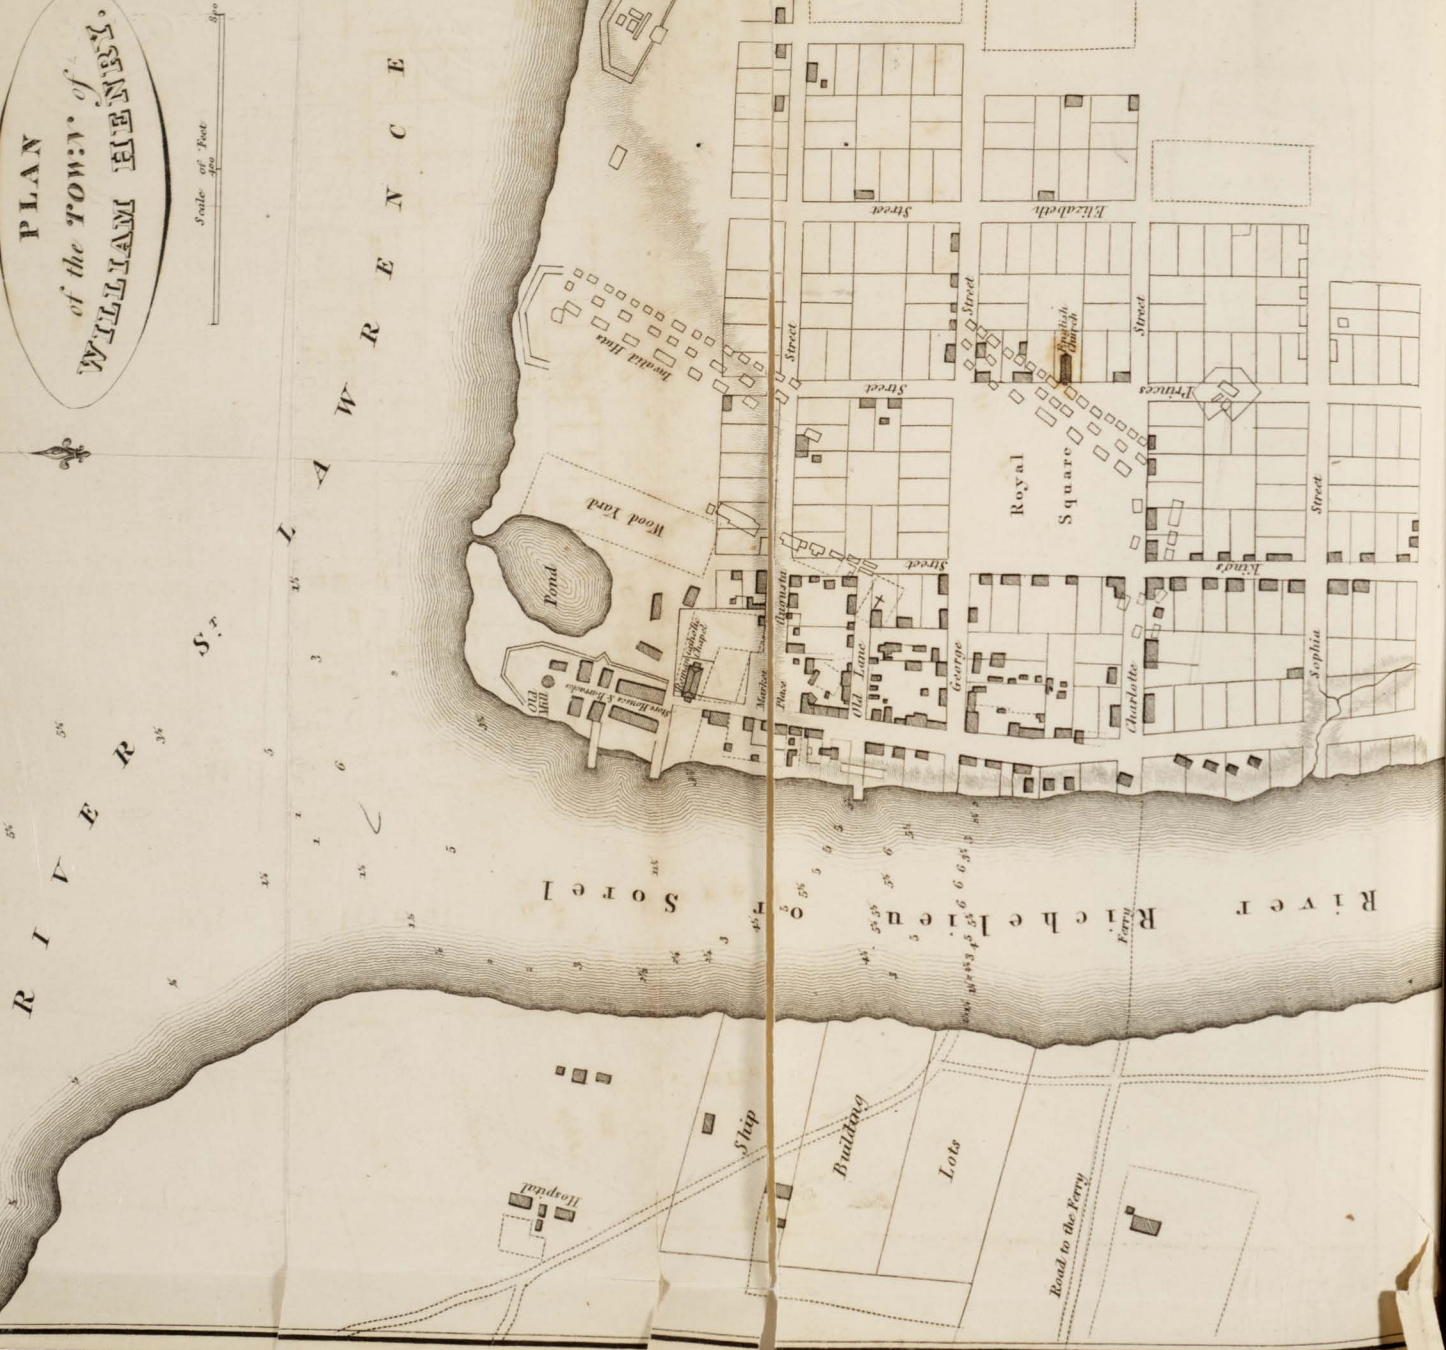 PLAN
of the TOWN of
WILLIAM HENRY.
Scale of Feet
400
800
RIVER
St.
LAWRENCE
Invalid Huts
Wood Yard
Pond
Old
Mill
Store Houses & Barracks
Roman Catholic
Chapel
Market
Place
Augusta
Street
Old Lane
George
Street
Charlotte
Street
Sophia
Street
Elizabeth
Street
Princes
Street
King's
Street
English
Church
Royal
Square
River Richelieu or Sorel
Ferry
Hospital
Ship
Building
Lots
Road to the Ferry